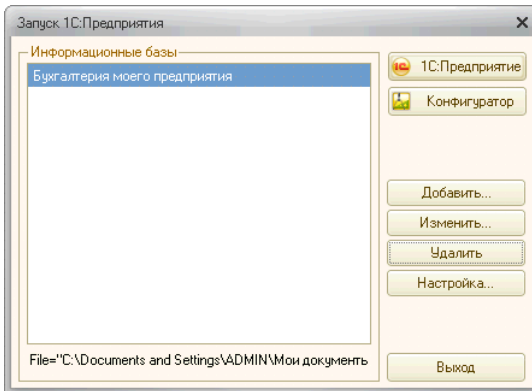 Запуск 1С:Предприятия
Информационные базы
Бухгалтерия моего предприятия
1С:Предприятие
Конфигуратор
Добавить...
Изменить...
Удалить
Настройка...
File="C:\Documents and Settings\ADMIN\Мои документь
Выход